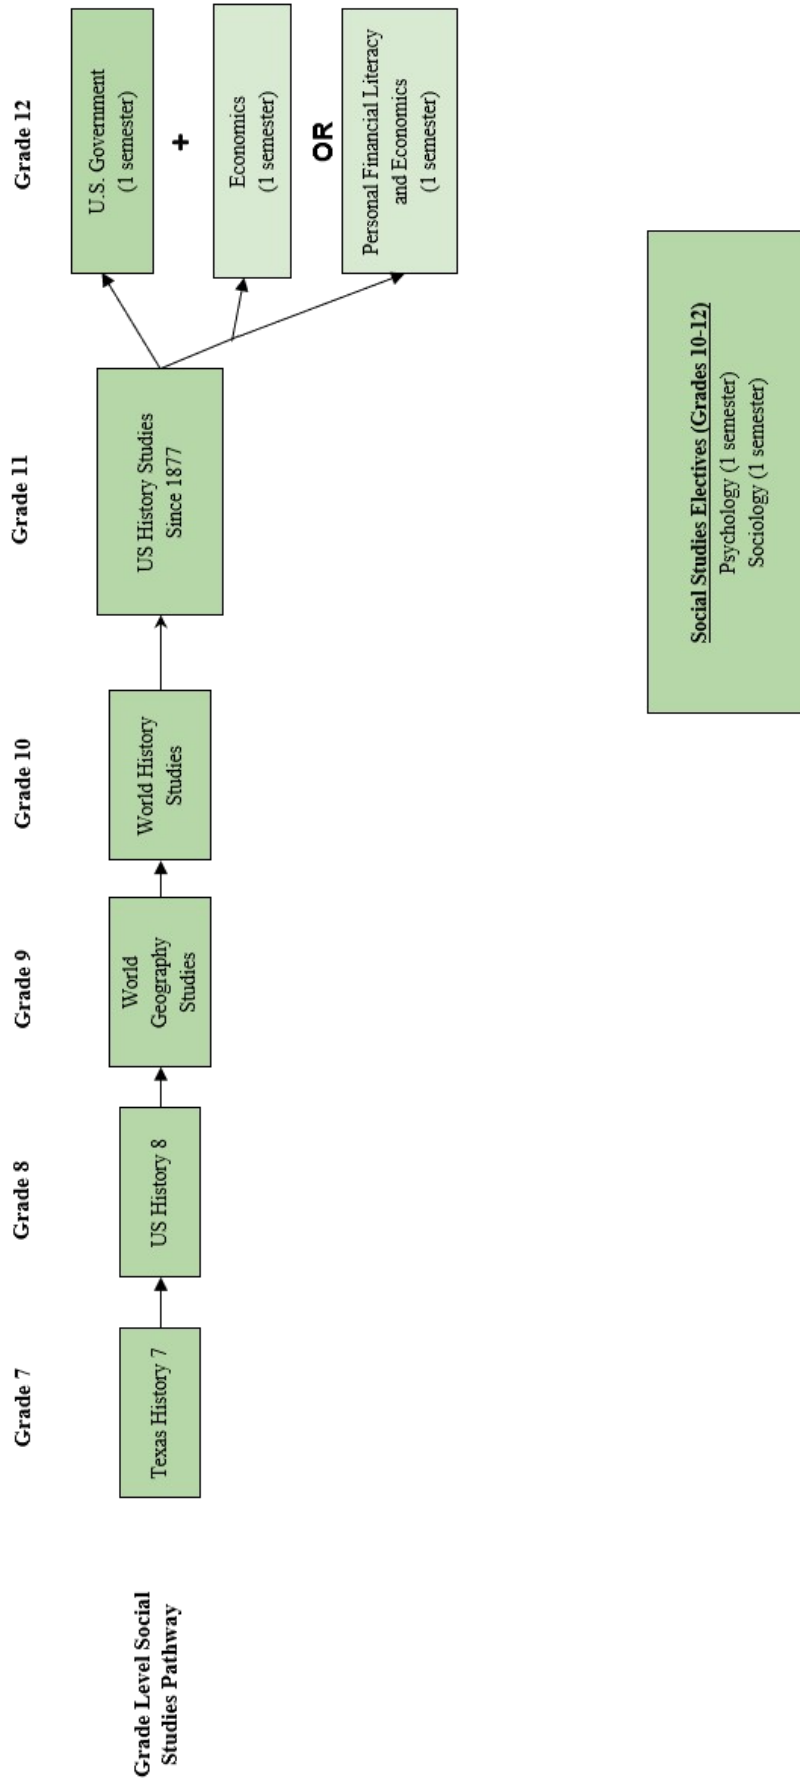 Grade 7
Grade 8
Grade 9
Grade 10
Grade 11
Grade 12
Grade Level Social
Studies Pathway
Texas History 7
US History 8
World
Geography
Studies
World History
Studies
US History Studies
Since 1877
U.S. Government
(1 semester)
+
Economics
(1 semester)
OR
Personal Financial Literacy
and Economics
(1 semester)
Social Studies Electives (Grades 10-12)
Psychology (1 semester)
Sociology (1 semester)